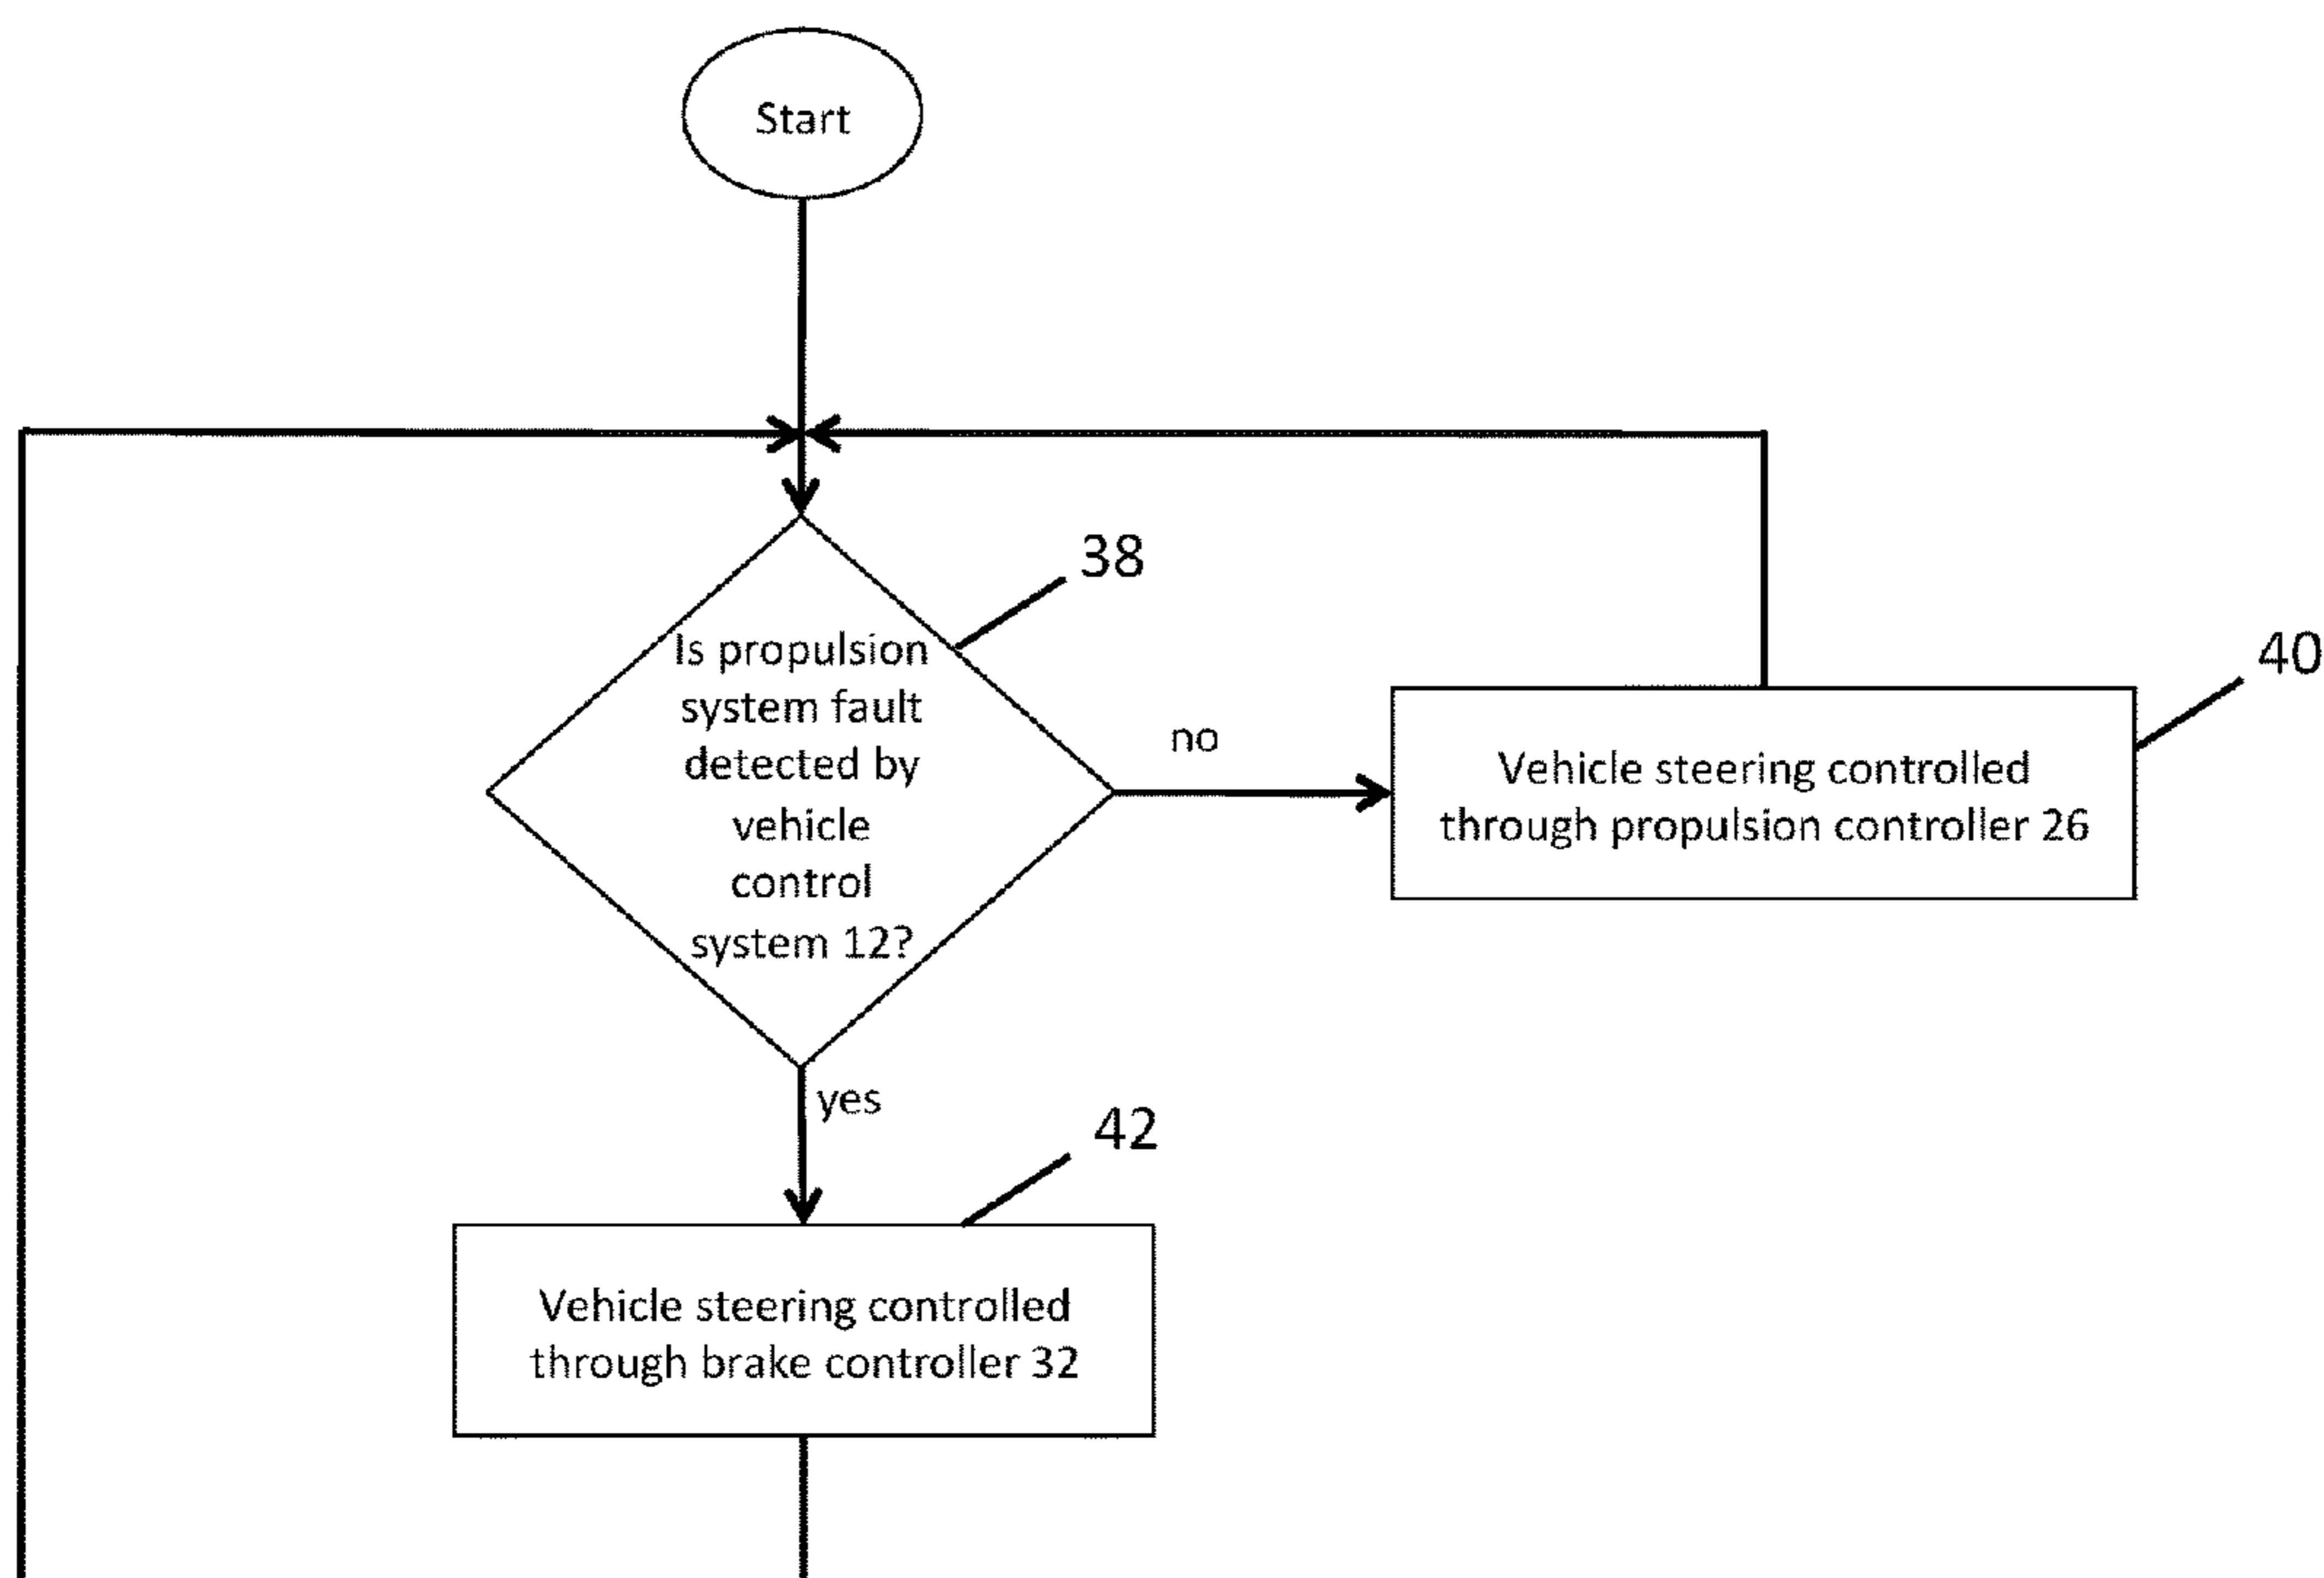 Start
38
Is propulsion
system fault
detected by
vehicle
control
system 12?
no
40
Vehicle steering controlled
through propulsion controller 26
yes
42
Vehicle steering controlled
through brake controller 32